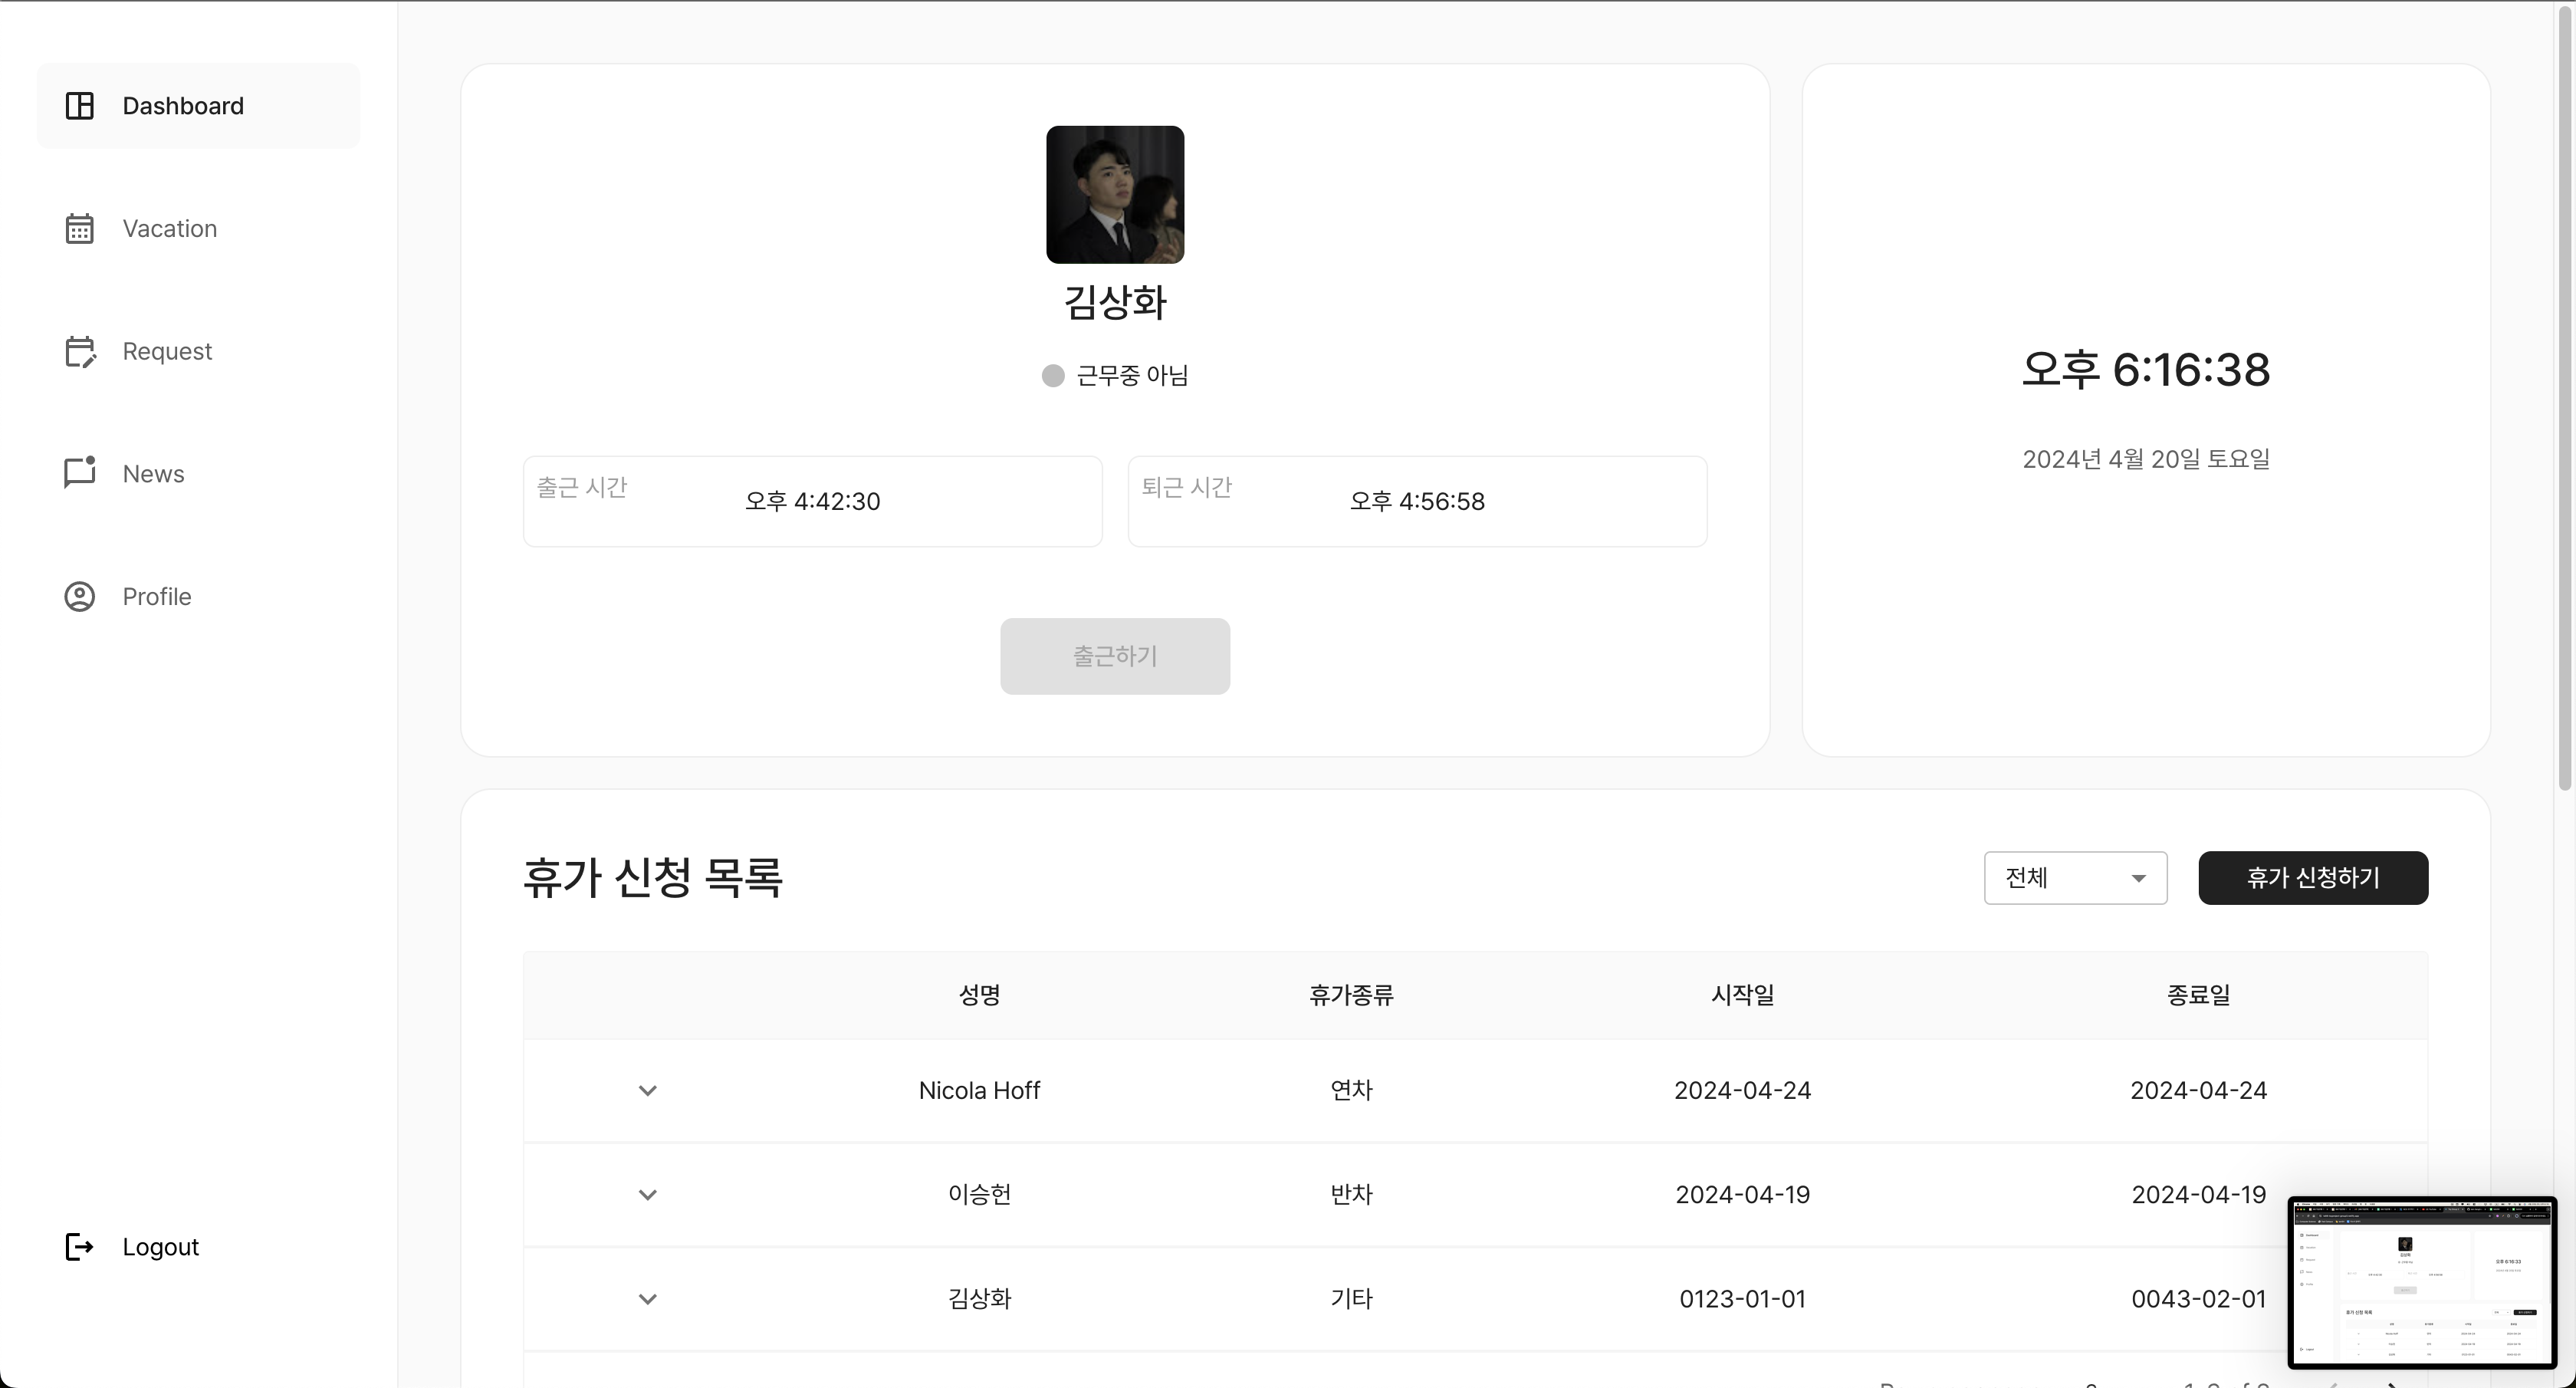 Dashboard
Vacation
Request
News
Profile
Logout
김상화
근무중 아님
출근 시간
오후 4:42:30
퇴근 시간
오후 4:56:58
출근하기
오후 6:16:38
2024년 4월 20일 토요일
휴가 신청 목록
전체
휴가 신청하기
성명 휴가종류 시작일 종료일
Nicola Hoff 연차 2024-04-24 2024-04-24
이승헌 반차 2024-04-19 2024-04-19
김상화 기타 0123-01-01 0043-02-01